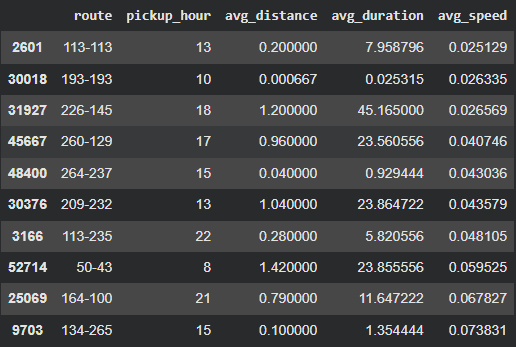 route pickup_hour avg_distance avg_duration avg_speed
2601 113-113 13 0.200000 7.958796 0.025129
30018 193-193 10 0.000667 0.025315 0.026335
31927 226-145 18 1.200000 45.165000 0.026569
45667 260-129 17 0.960000 23.560556 0.040746
48400 264-237 15 0.040000 0.929444 0.043036
30376 209-232 13 1.040000 23.864722 0.043579
3166 113-235 22 0.280000 5.820556 0.048105
52714 50-43 8 1.420000 23.855556 0.059525
25069 164-100 21 0.790000 11.647222 0.067827
9703 134-265 15 0.100000 1.354444 0.073831